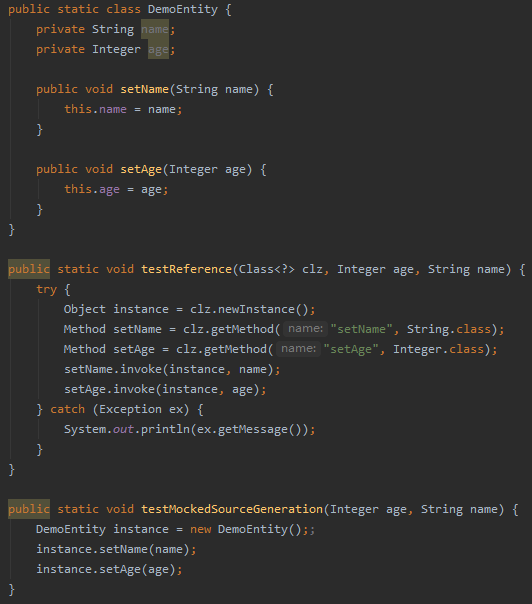 public static class DemoEntity {
    private String name;
    private Integer age;
    public void setName(String name) {
        this.name = name;
    }
    public void setAge(Integer age) {
        this.age = age;
    }
}
public static void testReference(Class<?> clz, Integer age, String name) {
    try {
        Object instance = clz.newInstance();
        Method setName = clz.getMethod( name: "setName", String.class);
        Method setAge = clz.getMethod( name: "setAge", Integer.class);
        setName.invoke(instance, name);
        setAge.invoke(instance, age);
    } catch (Exception ex) {
        System.out.println(ex.getMessage());
    }
}
public static void testMockedSourceGeneration(Integer age, String name) {
    DemoEntity instance = new DemoEntity();;
    instance.setName(name);
    instance.setAge(age);
}